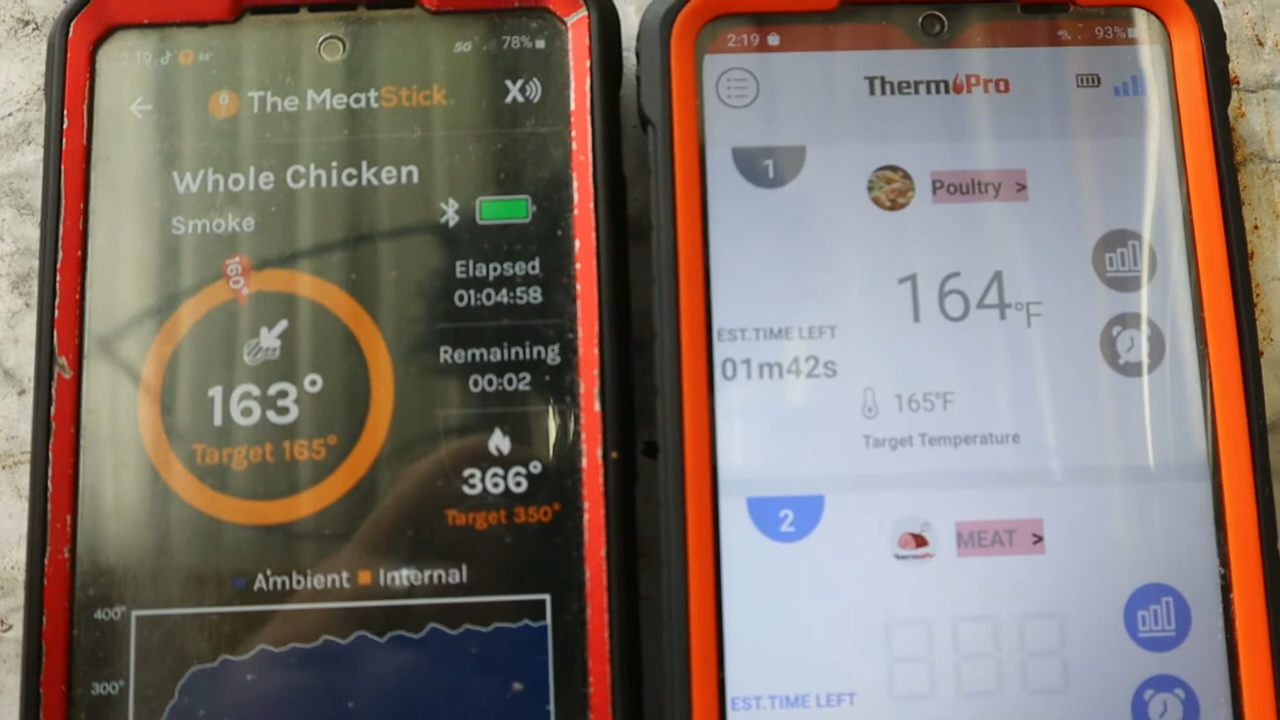 2:19
5G
78%
The MeatStick
X
Whole Chicken
Smoke
160°
163°
Target 165°
Elapsed
01:04:58
Remaining
00:02
366°
Target 350°
Ambient Internal
400°
300°
2:19
93%
ThermoPro
1
Poultry >
164°F
EST.TIME LEFT
01m42s
165°F
Target Temperature
2
MEAT >
EST.TIME LEFT